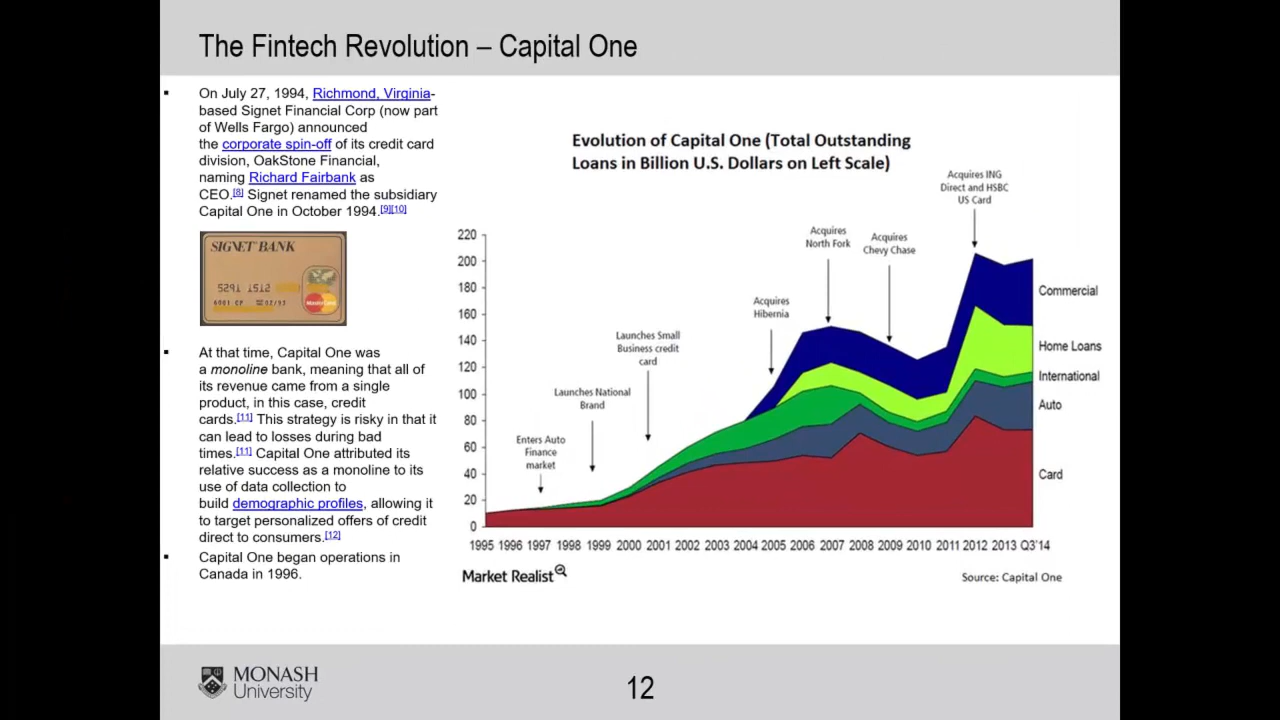 The Fintech Revolution – Capital One
▪ On July 27, 1994, Richmond, Virginia-
based Signet Financial Corp (now part
of Wells Fargo) announced
the corporate spin-off of its credit card
division, OakStone Financial,
naming Richard Fairbank as
CEO.[8] Signet renamed the subsidiary
Capital One in October 1994.[9][10]
SIGNET BANK
5291 1512
MasterCard
▪ At that time, Capital One was
a monoline bank, meaning that all of
its revenue came from a single
product, in this case, credit
cards.[11] This strategy is risky in that it
can lead to losses during bad
times.[11] Capital One attributed its
relative success as a monoline to its
use of data collection to
build demographic profiles, allowing it
to target personalized offers of credit
direct to consumers.[12]
▪ Capital One began operations in
Canada in 1996.
Evolution of Capital One (Total Outstanding
Loans in Billion U.S. Dollars on Left Scale)
220
200
180
160
140
120
100
80
60
40
20
0
Enters Auto
Finance
market
Launches National
Brand
Launches Small
Business credit
card
Acquires
Hibernia
Acquires
North Fork
Acquires
Chevy Chase
Acquires ING
Direct and HSBC
US Card
Commercial
Home Loans
International
Auto
Card
1995 1996 1997 1998 1999 2000 2001 2002 2003 2004 2005 2006 2007 2008 2009 2010 2011 2012 2013 Q3'14
Market Realist
Source: Capital One
MONASH
University
12